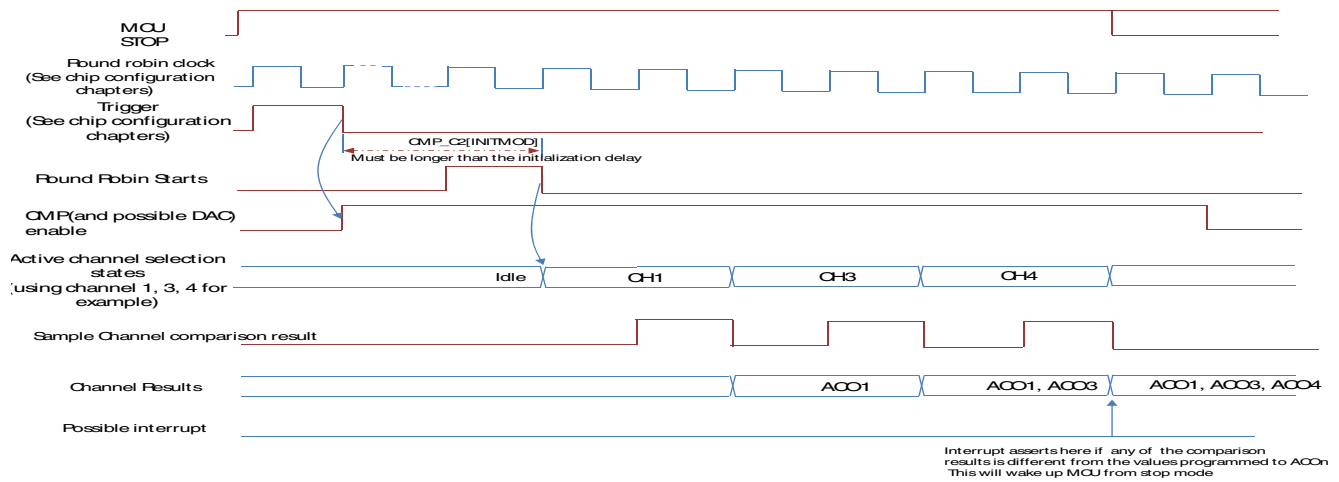 MCU
STOP
Round robin clock
(See chip configuration
chapters)
Trigger
(See chip configuration
chapters)
CMP_C2[INITMOD]
Must be longer than the initialization delay
Round Robin Starts
CMP(and possible DAC)
enable
Active channel selection
states
(using channel 1, 3, 4 for
example)
Idle
CH1
CH3
CH4
Sample Channel comparison result
Channel Results
ACO1
ACO1, ACO3
ACO1, ACO3, ACO4
Possible interrupt
Interrupt asserts here if any of the comparison
results is different from the values programmed to ACOn
This will wake up MCU from stop mode